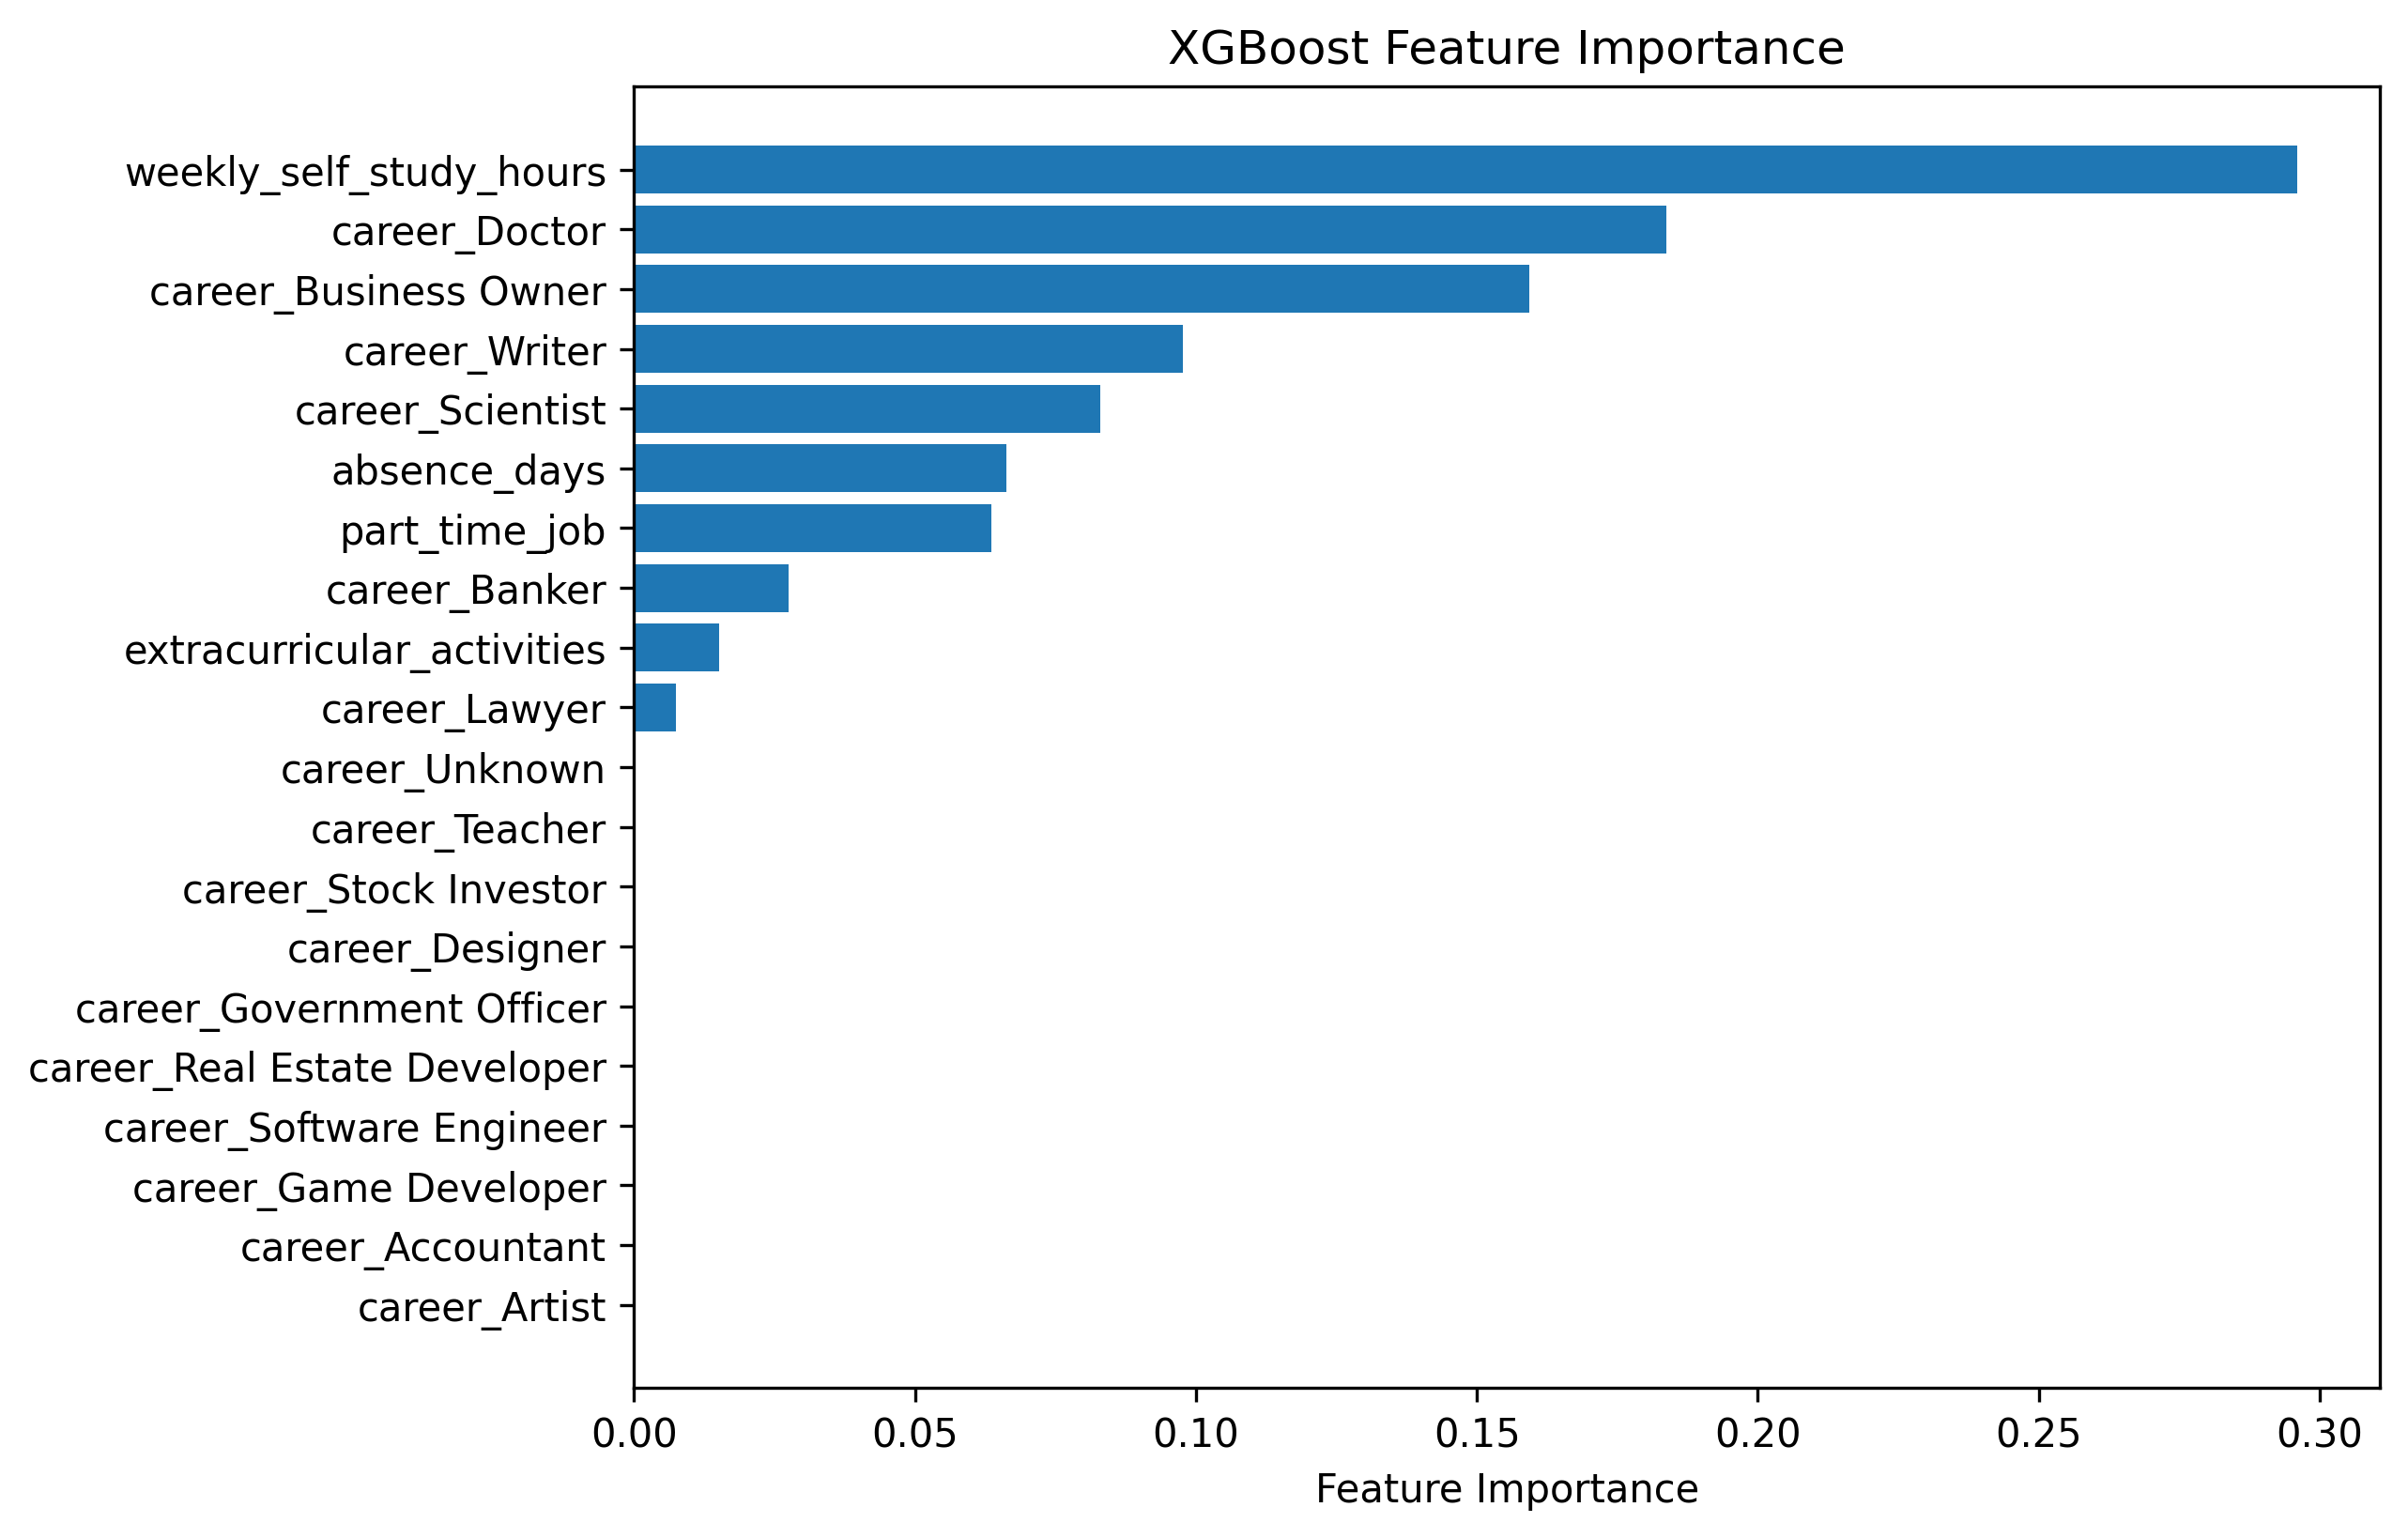 XGBoost Feature Importance
weekly_self_study_hours
career_Doctor
career_Business Owner
career_Writer
career_Scientist
absence_days
part_time_job
career_Banker
extracurricular_activities
career_Lawyer
career_Unknown
career_Teacher
career_Stock Investor
career_Designer
career_Government Officer
career_Real Estate Developer
career_Software Engineer
career_Game Developer
career_Accountant
career_Artist
0.00 0.05 0.10 0.15 0.20 0.25 0.30
Feature Importance